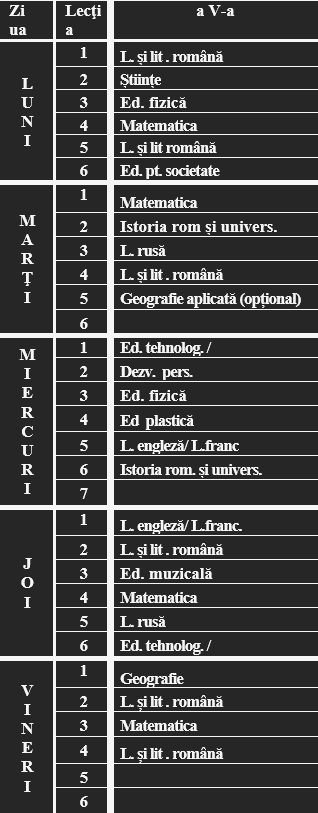 Ziua Lecţia a V-a
LUNI
1 L. și lit . română
2 Științe
3 Ed. fizică
4 Matematica
5 L. și lit română
6 Ed. pt. societate
MARȚI
1 Matematica
2 Istoria rom și univers.
3 L. rusă
4 L. și lit . română
5 Geografie aplicată (opțional)
6
MIERCURI
1 Ed. tehnolog. /
2 Dezv. pers.
3 Ed. fizică
4 Ed plastică
5 L. engleză/ L.franc
6 Istoria rom. și univers.
7
JOI
1 L. engleză/ L.franc.
2 L. și lit . română
3 Ed. muzicală
4 Matematica
5 L. rusă
6 Ed. tehnolog. /
VINERI
1 Geografie
2 L. și lit . română
3 Matematica
4 L. și lit . română
5
6